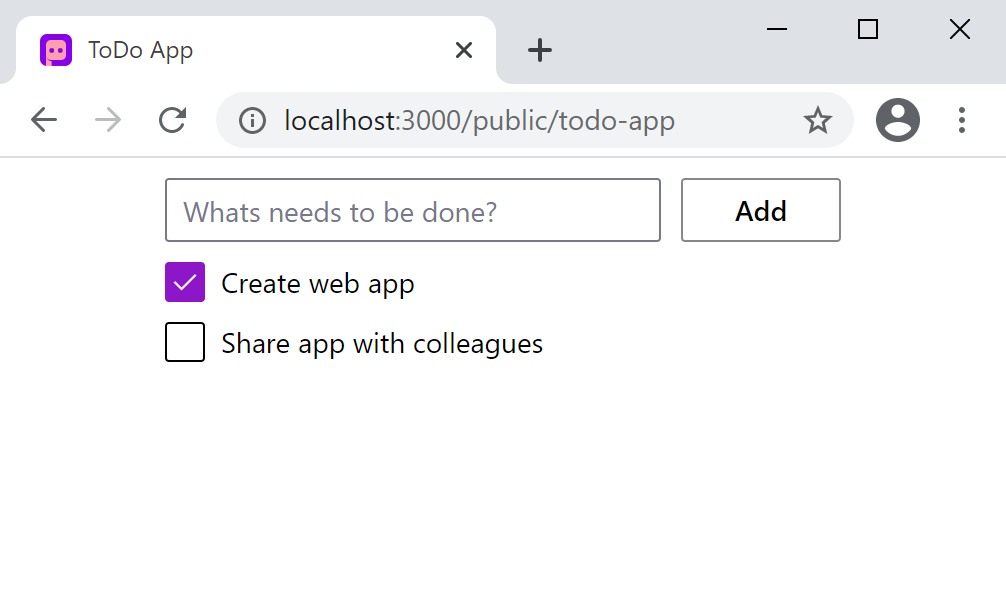 ToDo App
localhost:3000/public/todo-app
Whats needs to be done?
Add
Create web app
Share app with colleagues